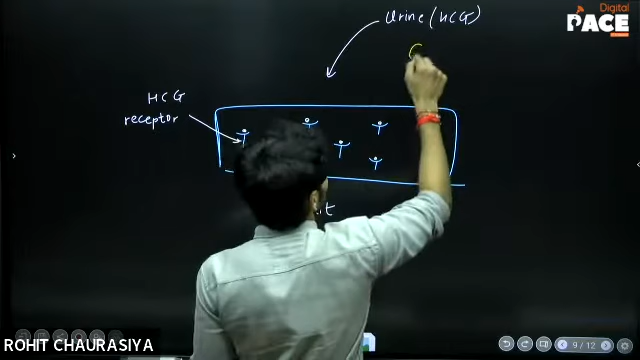 Digital
PACE
Urine (HCG)
HCG
receptor
ROHIT CHAURASIYA
9 / 12